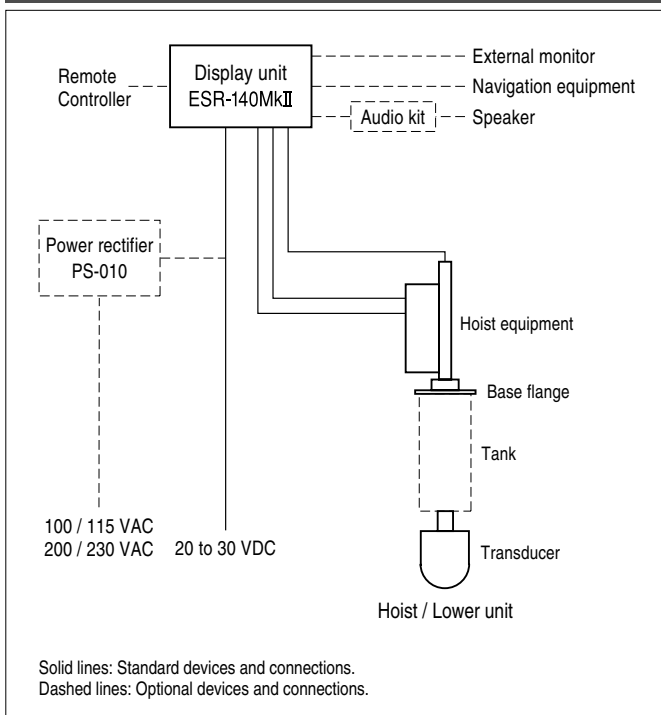 External monitor
Remote
Controller
Display unit
ESR-140MkⅡ
Navigation equipment
Audio kit
Speaker
Power rectifier
PS-010
Hoist equipment
Base flange
Tank
100 / 115 VAC
200 / 230 VAC
20 to 30 VDC
Transducer
Hoist / Lower unit
Solid lines: Standard devices and connections.
Dashed lines: Optional devices and connections.